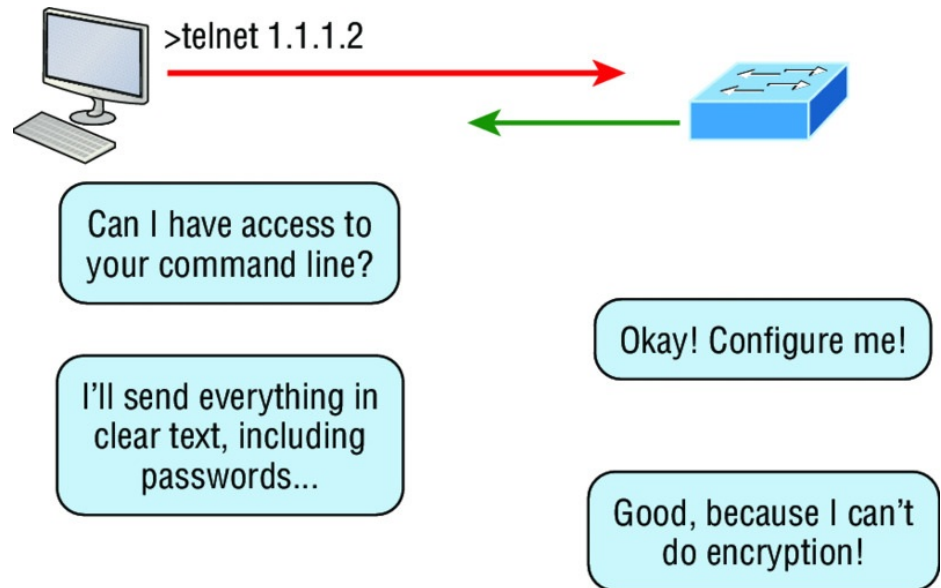 >telnet 1.1.1.2
Can I have access to
your command line?
Okay! Configure me!
I’ll send everything in
clear text, including
passwords...
Good, because I can’t
do encryption!